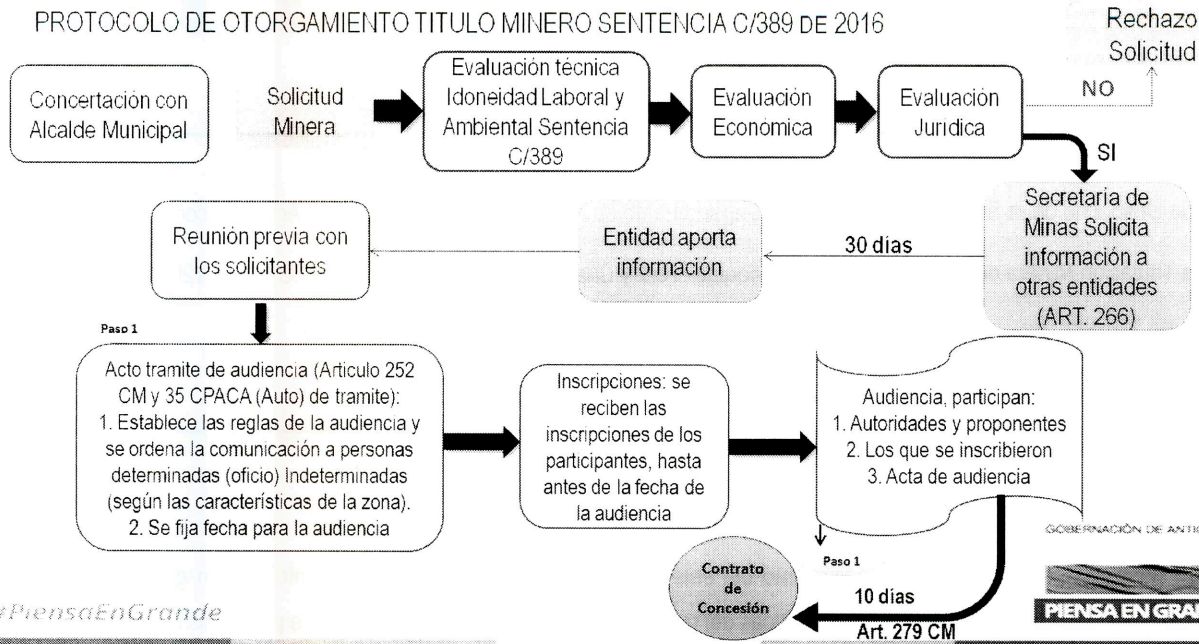 PROTOCOLO DE OTORGAMIENTO TITULO MINERO SENTENCIA C/389 DE 2016
Rechazo
Solicitud
Concertación con
Alcalde Municipal
Solicitud
Minera
Evaluación técnica
Idoneidad Laboral y
Ambiental Sentencia
C/389
Evaluación
Económica
Evaluación
Jurídica
NO
SI
Secretaria de
Minas Solicita
información a
otras entidades
(ART. 266)
30 días
Entidad aporta
información
Reunión previa con
los solicitantes
Paso 1
Acto tramite de audiencia (Articulo 252
CM y 35 CPACA (Auto) de tramite):
1. Establece las reglas de la audiencia y
se ordena la comunicación a personas
determinadas (oficio) Indeterminadas
(según las características de la zona).
2. Se fija fecha para la audiencia
Inscripciones: se
reciben las
inscripciones de los
participantes, hasta
antes de la fecha de
la audiencia
Audiencia, participan:
1. Autoridades y proponentes
2. Los que se inscribieron
3. Acta de audiencia
Paso 1
Contrato
de
Concesión
10 días
Art. 279 CM
#PiensaEnGrande
GOBERNACIÓN DE ANTIO
PIENSA EN GRAN